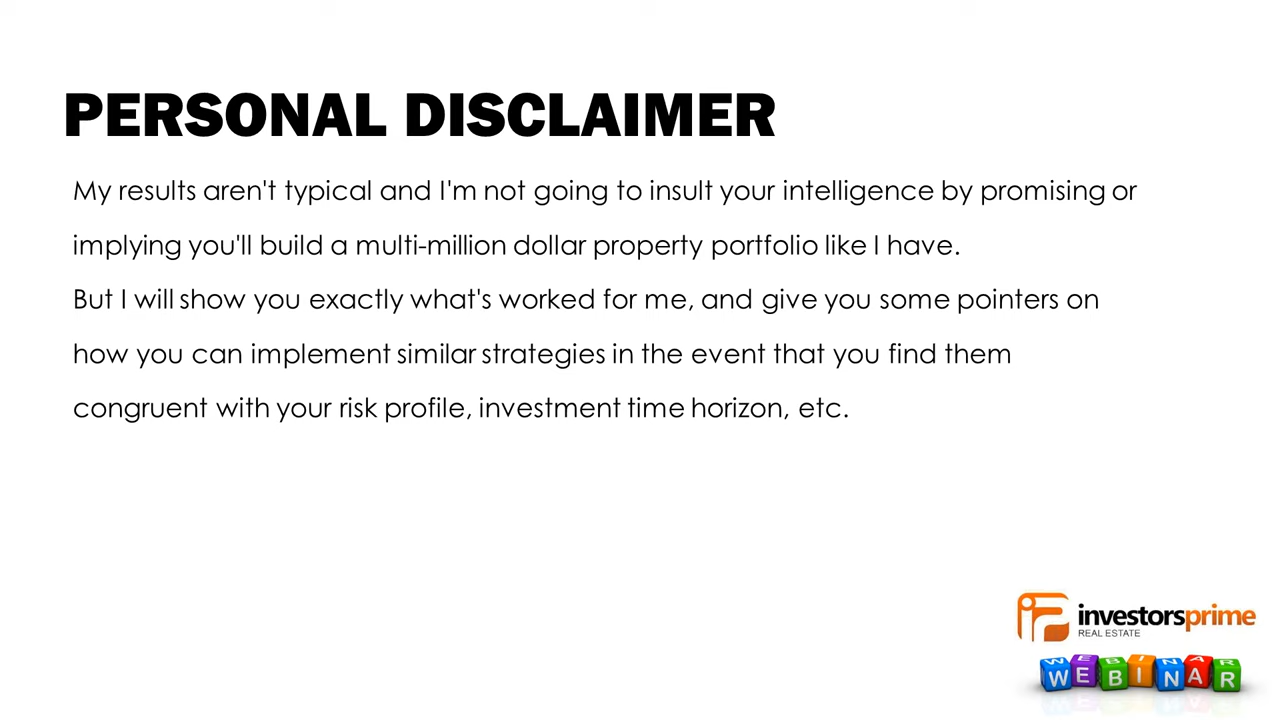 PERSONAL DISCLAIMER
My results aren't typical and I'm not going to insult your intelligence by promising or
implying you'll build a multi-million dollar property portfolio like I have.
But I will show you exactly what's worked for me, and give you some pointers on
how you can implement similar strategies in the event that you find them
congruent with your risk profile, investment time horizon, etc.
investorsprime
REAL ESTATE
WEBINAR